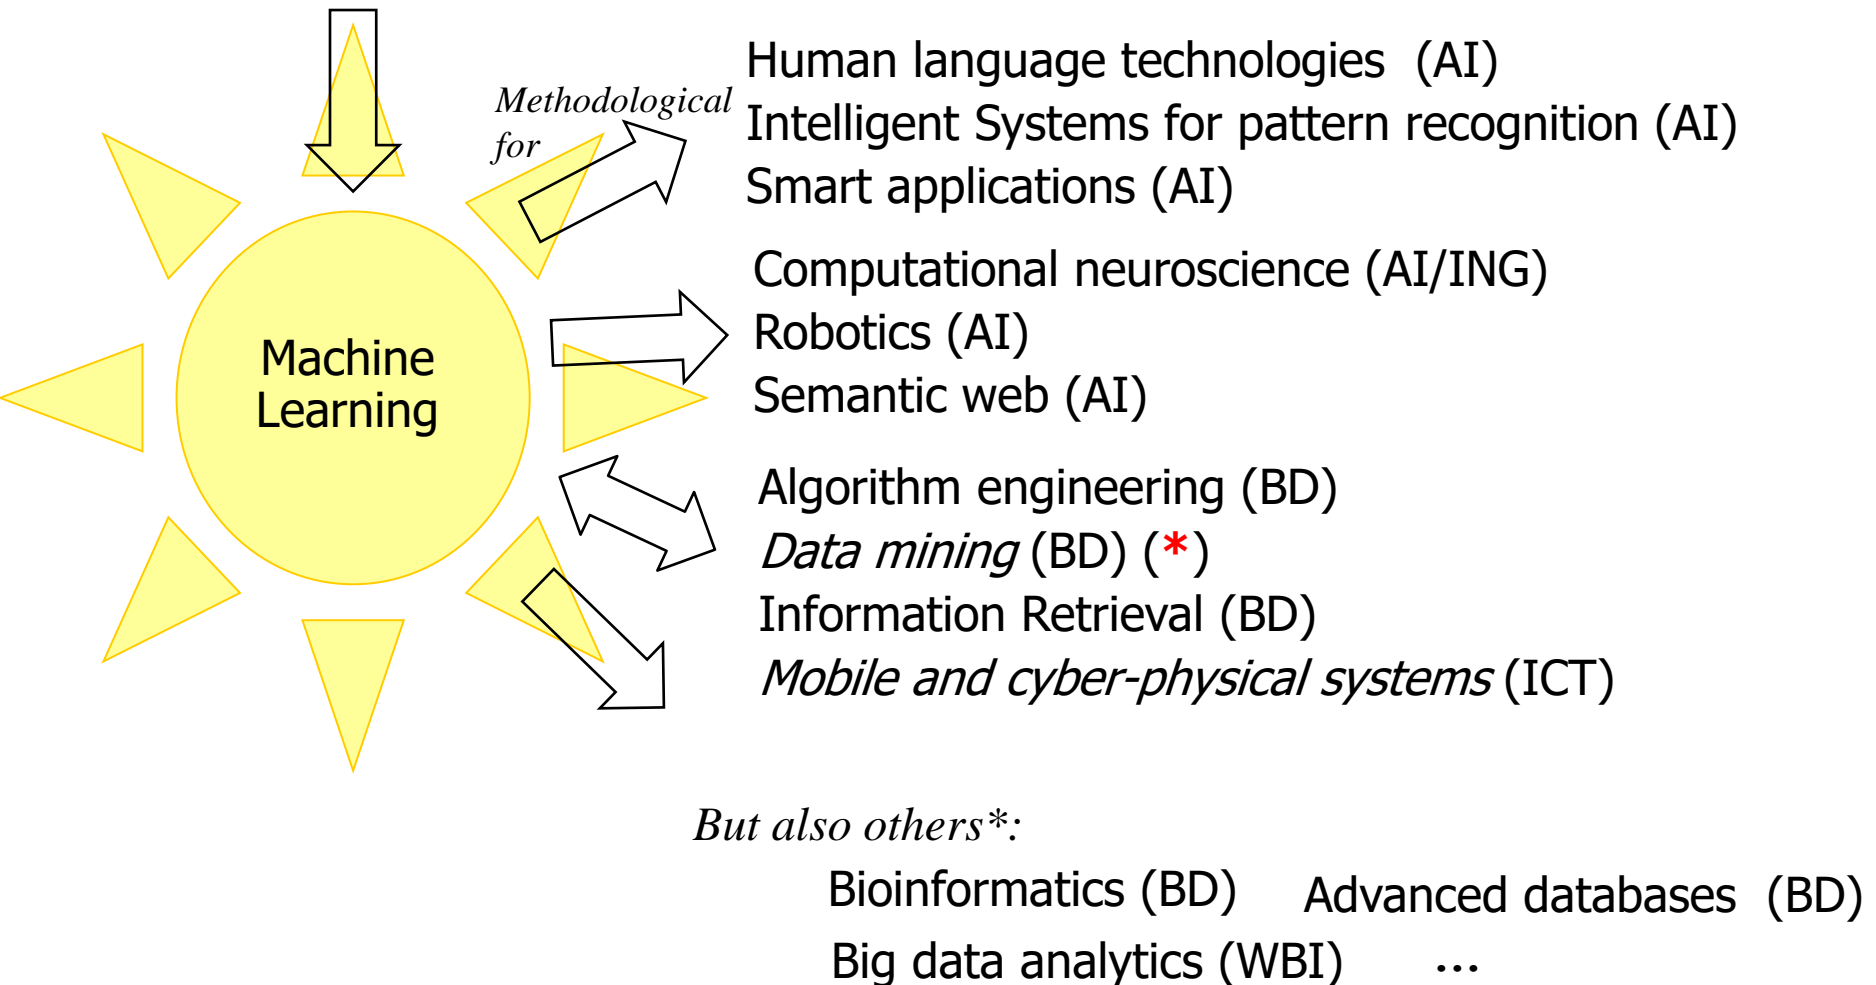 Methodological
for
Human language technologies (AI)
Intelligent Systems for pattern recognition (AI)
Smart applications (AI)
Computational neuroscience (AI/ING)
Robotics (AI)
Semantic web (AI)
Machine
Learning
Algorithm engineering (BD)
Data mining (BD) (*)
Information Retrieval (BD)
Mobile and cyber-physical systems (ICT)
But also others*:
Bioinformatics (BD) Advanced databases (BD)
Big data analytics (WBI) ...